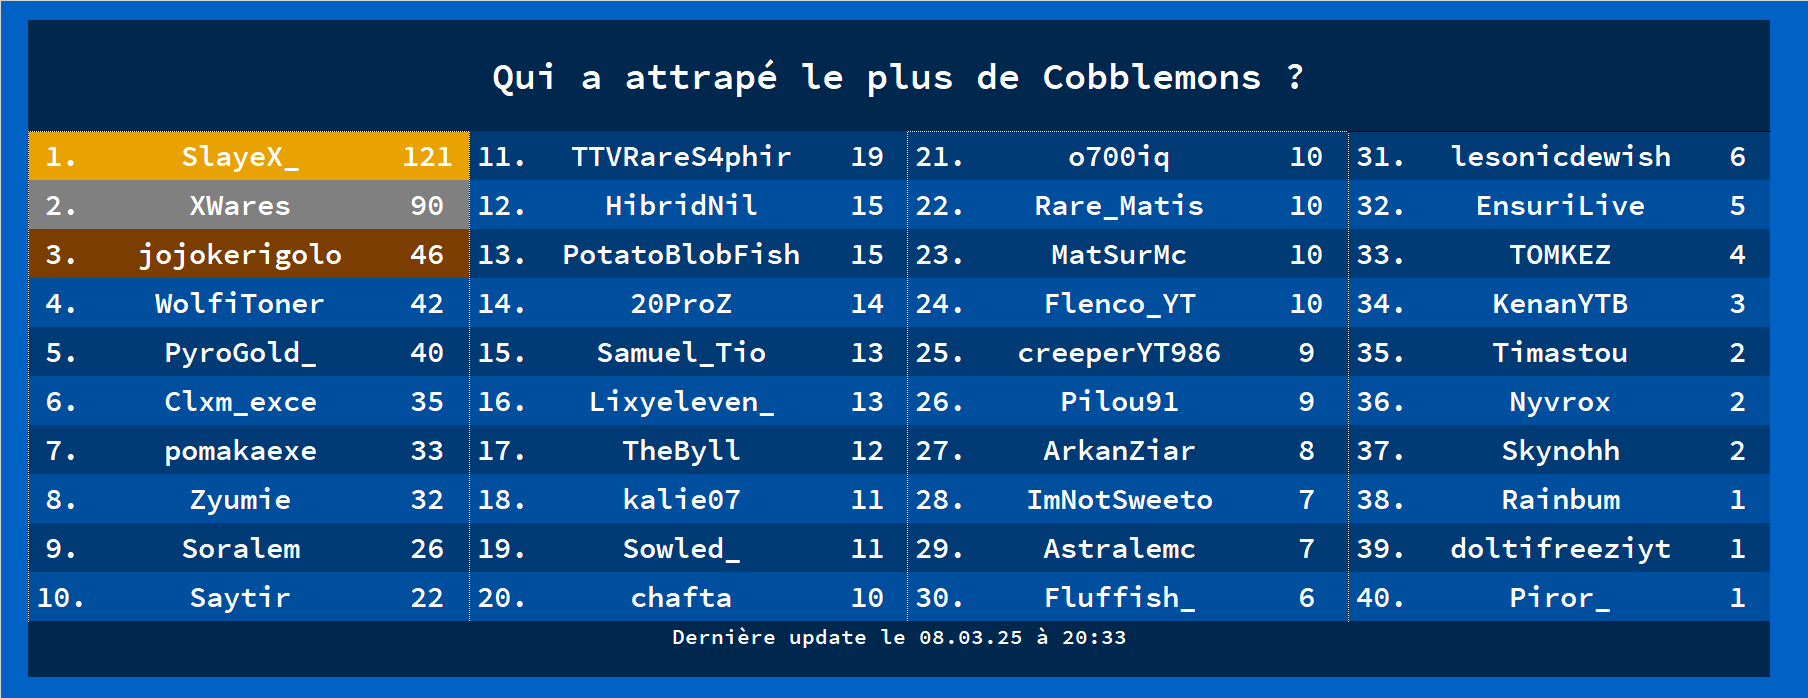 Qui a attrapé le plus de Cobblemons ?
1. SlayeX_ 121 11. TTVRareS4phir 19 21. o700iq 10 31. lesonicdewish 6
2. XWares 90 12. HibridNil 15 22. Rare_Matis 10 32. EnsuriLive 5
3. jojokerigolo 46 13. PotatoBlobFish 15 23. MatSurMc 10 33. TOMKEZ 4
4. WolfiToner 42 14. 20ProZ 14 24. Flenco_YT 10 34. KenanYTB 3
5. PyroGold_ 40 15. Samuel_Tio 13 25. creeperYT986 9 35. Timastou 2
6. Clxm_exce 35 16. Lixyeleven_ 13 26. Pilou91 9 36. Nyvrox 2
7. pomakaexe 33 17. TheByll 12 27. ArkanZiar 8 37. Skynohh 2
8. Zyumie 32 18. kalie07 11 28. ImNotSweeto 7 38. Rainbum 1
9. Soralem 26 19. Sowled_ 11 29. Astralemc 7 39. doltifreeziyt 1
10. Saytir 22 20. chafta 10 30. Fluffish_ 6 40. Piror_ 1
Dernière update le 08.03.25 à 20:33